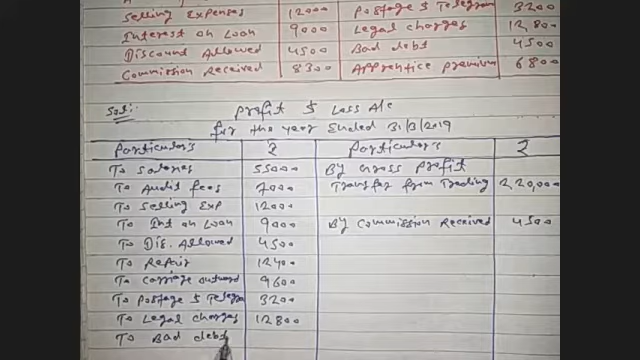 Selling Expenses 12000 Postage & Telegram 3200
Interest on Loan 9000 Legal charges 12,800
Discount Allowed 4500 Bad debt 4500
Commission Received 8300 Apprentice premium 6800
Sol:-
Profit & Loss A/c
for the year Ended 31/3/2019
Particulars ₹ Particulars ₹
To Salaries 55000 By Gross Profit
To Audit fees 7000 Transfer from Trading 2,20,000
To Selling Exp 12000
To Int on Loan 9000 By Commission Received 4500
To Dis. Allowed 4500
To Repair 12400
To Carriage outward 9600
To Postage & Telegram 3200
To Legal charges 12800
To Bad debt